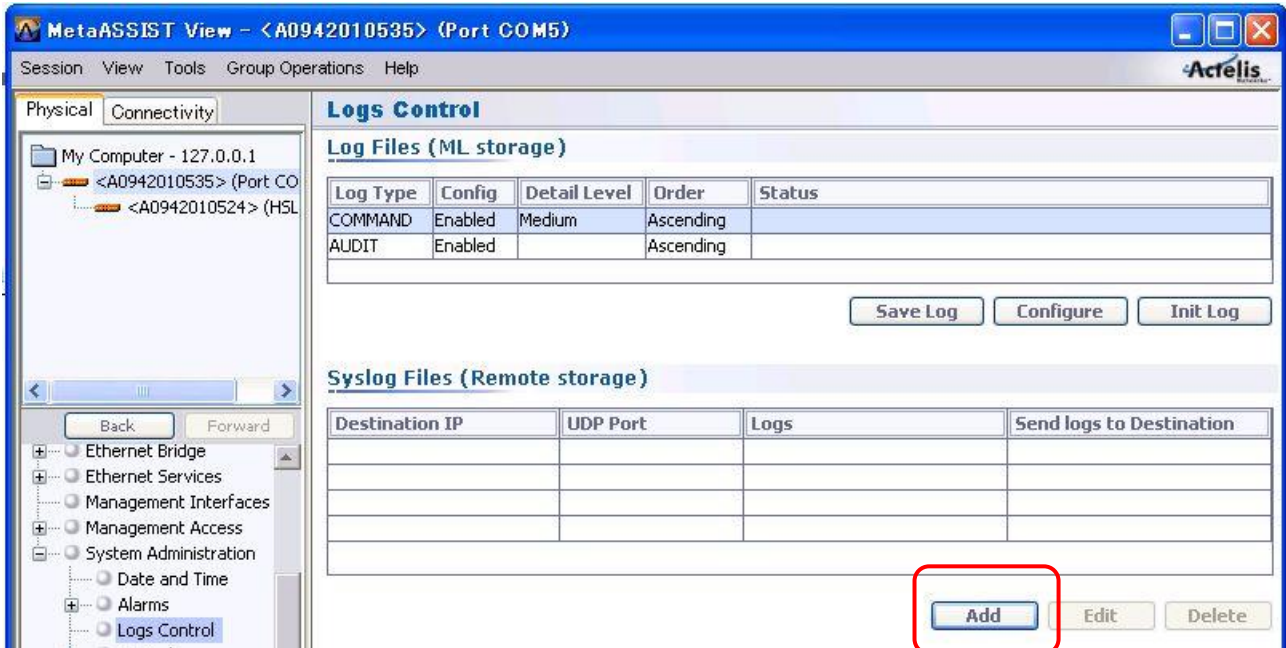 MetaASSIST View - <A0942010535> (Port COM5)
Session View Tools Group Operations Help
Actelis
Physical Connectivity
My Computer - 127.0.0.1
<A0942010535> (Port CO
<A0942010524> (HSL
Back Forward
Ethernet Bridge
Ethernet Services
Management Interfaces
Management Access
System Administration
Date and Time
Alarms
Logs Control
Logs Control
Log Files (ML storage)
Log Type Config Detail Level Order Status
COMMAND Enabled Medium Ascending
AUDIT Enabled Ascending
Save Log Configure Init Log
Syslog Files (Remote storage)
Destination IP UDP Port Logs Send logs to Destination
Add Edit Delete